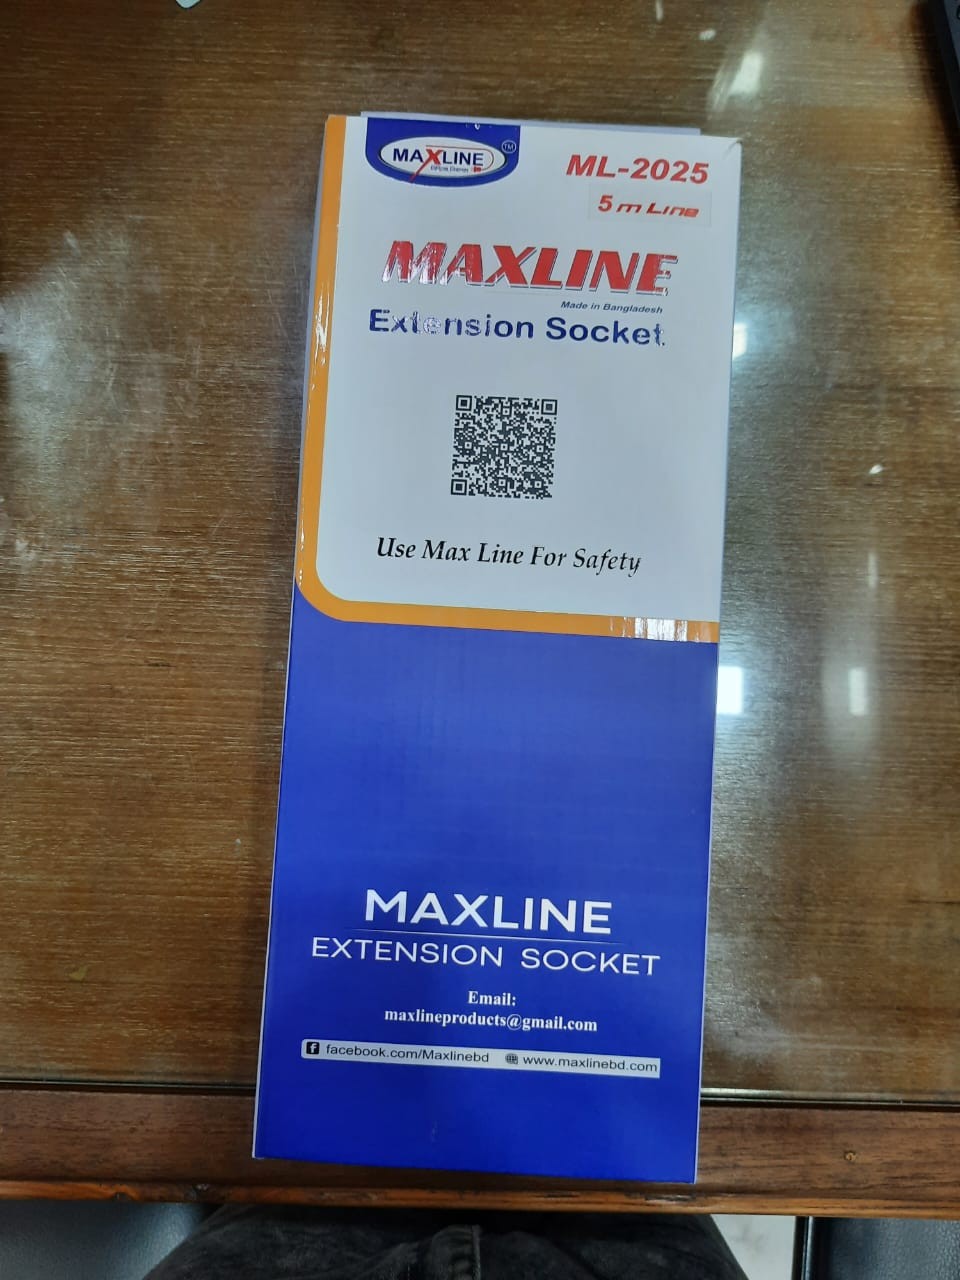 MAXLINE TM
ML-2025
5 m Line
MAXLINE
Made in Bangladesh
Extension Socket
Use Max Line For Safety
MAXLINE
EXTENSION SOCKET
Email:
maxlineproducts@gmail.com
facebook.com/Maxlinebd www.maxlinebd.com